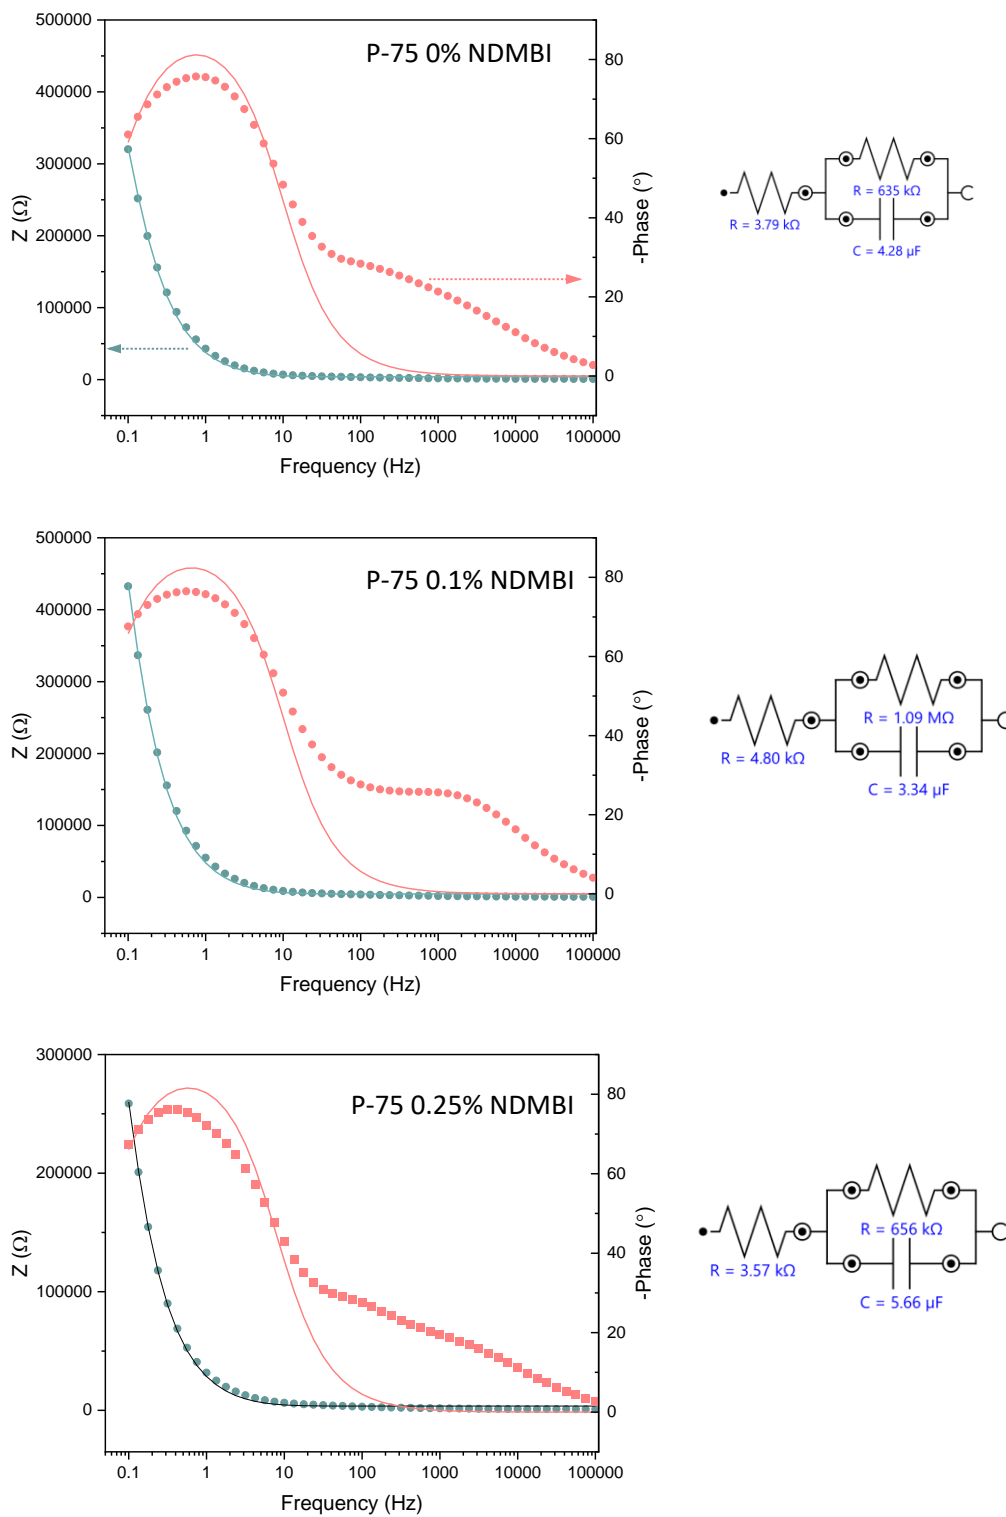 P-75 0% NDMBI
500000
400000
300000
200000
100000
0
Z (Ω)
80
60
40
20
0
-Phase (°)
0.1 1 10 100 1000 10000 100000
Frequency (Hz)
R = 3.79 kΩ
R = 635 kΩ
C = 4.28 µF
P-75 0.1% NDMBI
500000
400000
300000
200000
100000
0
Z (Ω)
80
60
40
20
0
-Phase (°)
0.1 1 10 100 1000 10000 100000
Frequency (Hz)
R = 4.80 kΩ
R = 1.09 MΩ
C = 3.34 µF
P-75 0.25% NDMBI
300000
200000
100000
0
Z (Ω)
80
60
40
20
0
-Phase (°)
0.1 1 10 100 1000 10000 100000
Frequency (Hz)
R = 3.57 kΩ
R = 656 kΩ
C = 5.66 µF